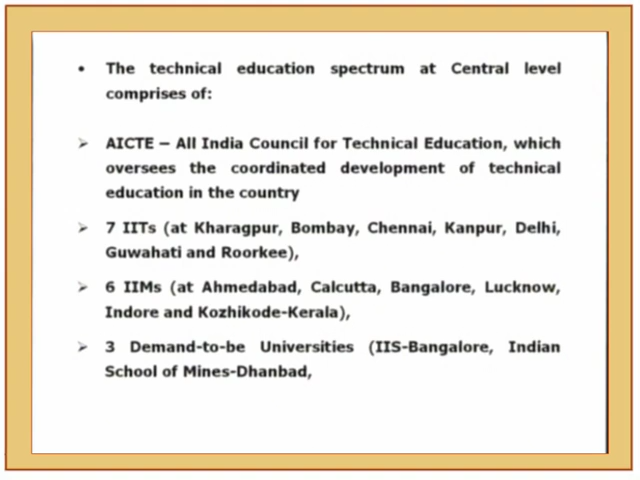 • The technical education spectrum at Central level
comprises of:
➢ AICTE – All India Council for Technical Education, which
oversees the coordinated development of technical
education in the country
➢ 7 IITs (at Kharagpur, Bombay, Chennai, Kanpur, Delhi,
Guwahati and Roorkee),
➢ 6 IIMs (at Ahmedabad, Calcutta, Bangalore, Lucknow,
Indore and Kozhikode-Kerala),
➢ 3 Demand-to-be Universities (IIS-Bangalore, Indian
School of Mines-Dhanbad,